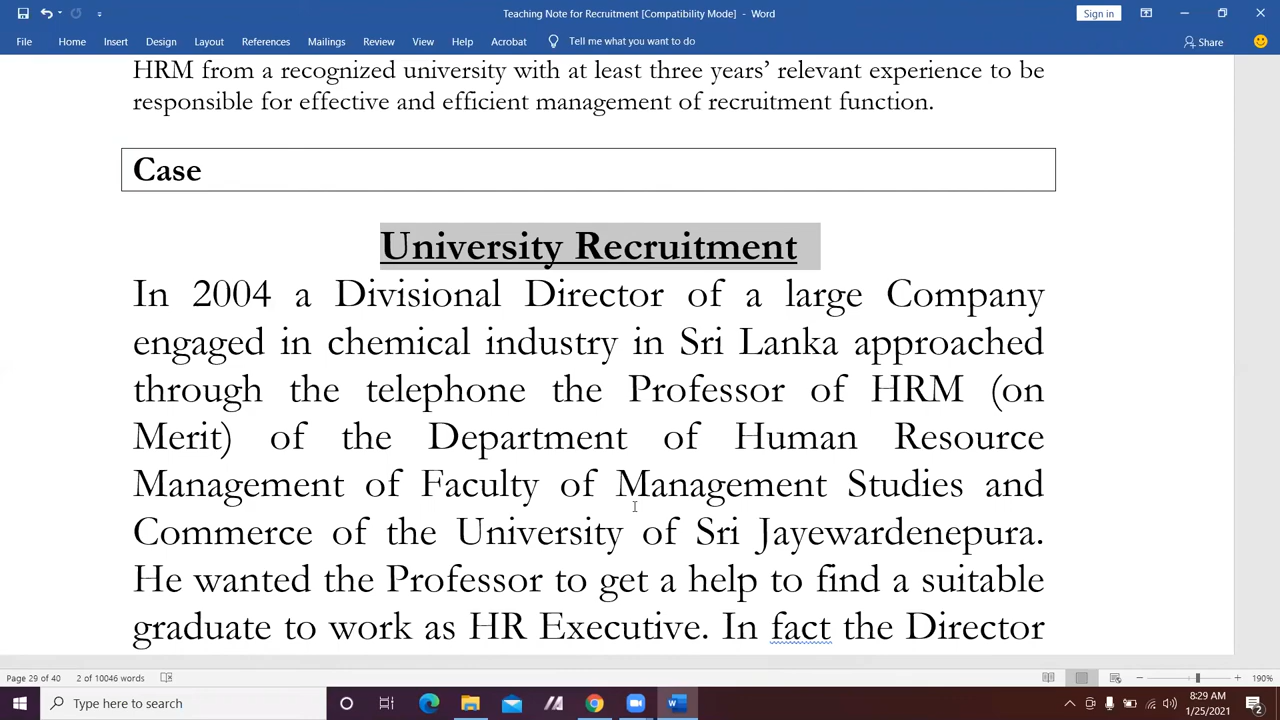 Teaching Note for Recruitment [Compatibility Mode] - Word
Sign in
File Home Insert Design Layout References Mailings Review View Help Acrobat Tell me what you want to do Share
HRM from a recognized university with at least three years’ relevant experience to be
responsible for effective and efficient management of recruitment function.
Case
University Recruitment
In 2004 a Divisional Director of a large Company
engaged in chemical industry in Sri Lanka approached
through the telephone the Professor of HRM (on
Merit) of the Department of Human Resource
Management of Faculty of Management Studies and
Commerce of the University of Sri Jayewardenepura.
He wanted the Professor to get a help to find a suitable
graduate to work as HR Executive. In fact the Director
Page 29 of 40 2 of 10046 words 190%
Type here to search
8:29 AM
1/25/2021
2